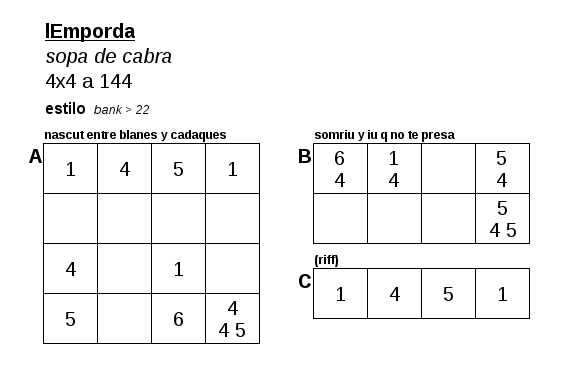 lEmporda
sopa de cabra
4x4 a 144
estilo bank > 22
nascut entre blanes y cadaques
A
1 4 5 1
4 1
5 6 4
4 5
somriu y iu q no te presa
B
6 1 5
4 4 4
5
4 5
(riff)
C
1 4 5 1